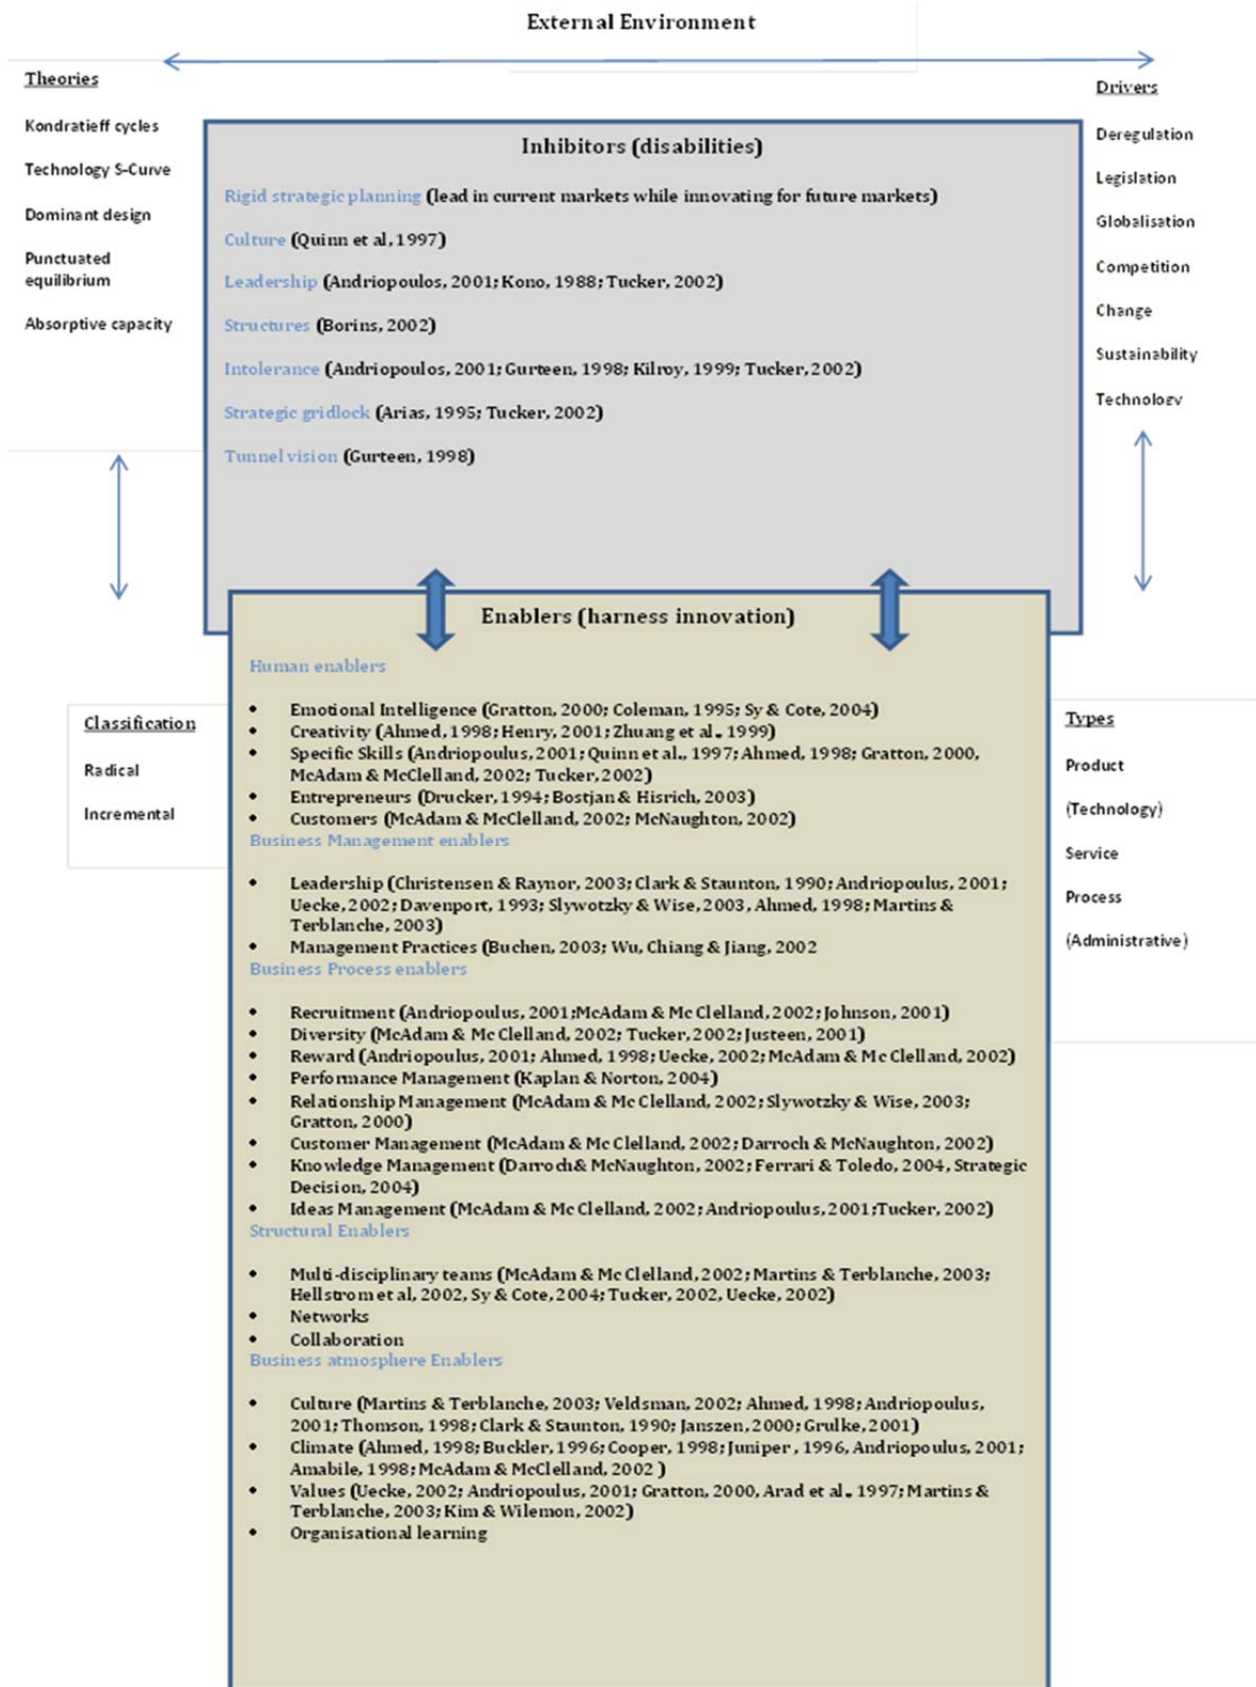 External Environment
Theories
Kondratieff cycles
Technology S-Curve
Dominant design
Punctuated
equilibrium
Absorptive capacity
Drivers
Deregulation
Legislation
Globalisation
Competition
Change
Sustainability
Technology
Inhibitors (disabilities)
Rigid strategic planning (lead in current markets while innovating for future markets)
Culture (Quinn et al, 1997)
Leadership (Andriopoulos, 2001; Kono, 1988; Tucker, 2002)
Structures (Borins, 2002)
Intolerance (Andriopoulos, 2001; Gurteen, 1998; Kilroy, 1999; Tucker, 2002)
Strategic gridlock (Arias, 1995; Tucker, 2002)
Tunnel vision (Gurteen, 1998)
Classification
Radical
Incremental
Enablers (harness innovation)
Human enablers
• Emotional Intelligence (Gratton, 2000; Coleman, 1995; Sy & Cote, 2004)
• Creativity (Ahmed, 1998; Henry, 2001; Zhuang et al. 1999)
• Specific Skills (Andriopoulus, 2001; Quinn et al., 1997; Ahmed, 1998; Gratton, 2000,
McAdam & McClelland, 2002; Tucker, 2002)
• Entrepreneurs (Drucker, 1994; Bostjan & Hisrich, 2003)
• Customers (McAdam & McClelland, 2002; McNaughton, 2002)
Business Management enablers
• Leadership (Christensen & Raynor, 2003; Clark & Staunton, 1990; Andriopoulus, 2001;
Uecke, 2002; Davenport, 1993; Slywotzky & Wise, 2003, Ahmed, 1998; Martins &
Terblanche, 2003)
• Management Practices (Buchen, 2003; Wu, Chiang & Jiang, 2002
Business Process enablers
• Recruitment (Andriopoulus, 2001;McAdam & Mc Clelland, 2002; Johnson, 2001)
• Diversity (McAdam & Mc Clelland, 2002; Tucker, 2002; Justeen, 2001)
• Reward (Andriopoulus, 2001; Ahmed, 1998; Uecke, 2002; McAdam & Mc Clelland, 2002)
• Performance Management (Kaplan & Norton, 2004)
• Relationship Management (McAdam & Mc Clelland, 2002; Slywotzky & Wise, 2003;
Gratton, 2000)
• Customer Management (McAdam & Mc Clelland, 2002; Darroch & McNaughton, 2002)
• Knowledge Management (Darroch& McNaughton, 2002; Ferrari & Toledo, 2004, Strategic
Decision, 2004)
• Ideas Management (McAdam & Mc Clelland, 2002; Andriopoulus, 2001;Tucker, 2002)
Structural Enablers
• Multi-disciplinary teams (McAdam & Mc Clelland, 2002; Martins & Terblanche, 2003;
Hellstrom et al, 2002, Sy & Cote, 2004; Tucker, 2002, Uecke, 2002)
• Networks
• Collaboration
Business atmosphere Enablers
• Culture (Martins & Terblanche, 2003; Veldsman, 2002; Ahmed, 1998; Andriopoulus,
2001; Thomson, 1998; Clark & Staunton, 1990; Janszen, 2000; Grulke, 2001)
• Climate (Ahmed, 1998; Buckler, 1996; Cooper, 1998; Juniper , 1996, Andriopoulus, 2001;
Amabile, 1998; McAdam & McClelland, 2002 )
• Values (Uecke, 2002; Andriopoulus, 2001; Gratton, 2000, Arad et al. 1997; Martins &
Terblanche, 2003; Kim & Wilemon, 2002)
• Organisational learning
Types
Product
(Technology)
Service
Process
(Administrative)